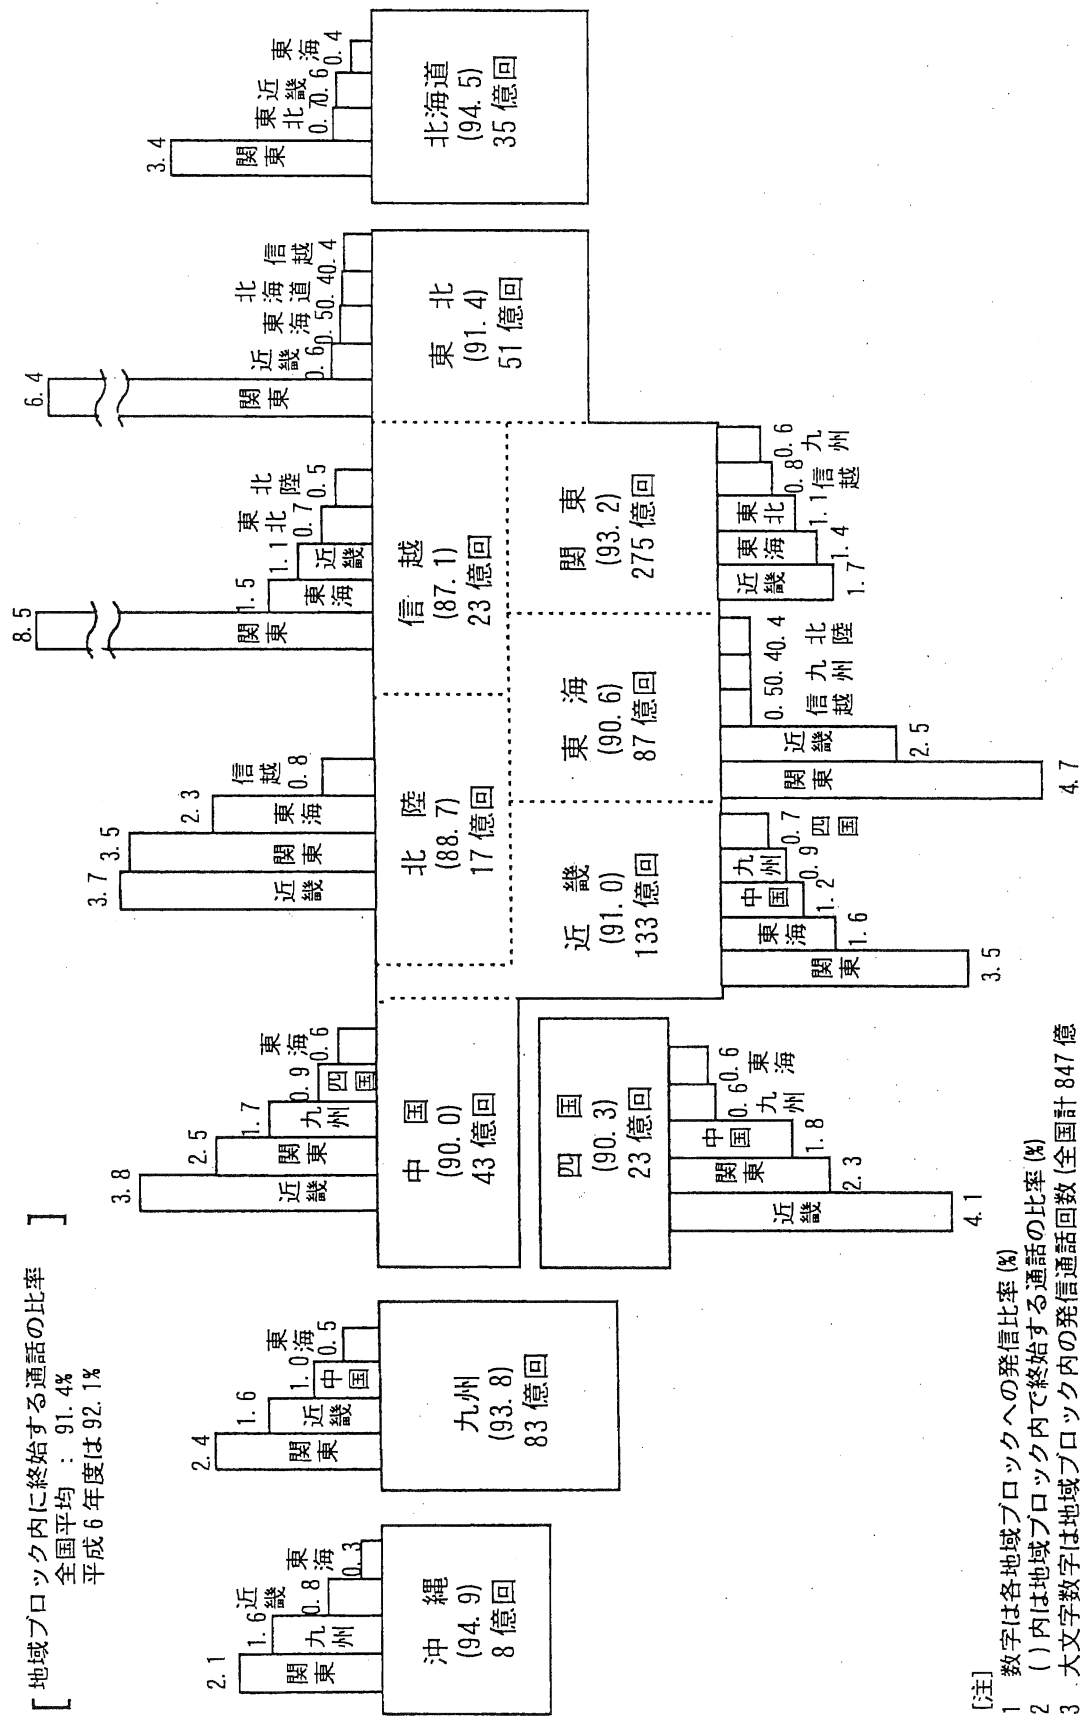 [ 地域ブロック内に終始する通話の比率 ]
全国平均 : 91.4%
平成6年度は92.1%
沖縄
(94.9)
8億回
関東 2.1
九州 1.6
近畿 0.8
東海 0.3
九州
(93.8)
83億回
関東 2.4
近畿 1.6
中国 1.0
東海 0.5
中国
(90.0)
43億回
近畿 3.8
関東 2.5
九州 1.7
四国 0.9
東海 0.6
四国
(90.3)
23億回
近畿 4.1
関東 2.3
中国 1.8
九州 0.6
東海 0.6
北陸
(88.7)
17億回
近畿 3.7
関東 3.5
東海 2.3
信越 0.8
近畿
(91.0)
133億回
関東 3.5
東海 1.6
中国 1.2
九州 0.9
四国 0.7
信越
(87.1)
23億回
関東 8.5
東海 1.5
近畿 1.1
東北 0.7
北陸 0.5
東海
(90.6)
87億回
関東 4.7
近畿 2.5
信越 0.5
九州 0.4
北陸 0.4
関東
(93.2)
275億回
近畿 1.7
東海 1.4
東北 1.1
信越 0.8
九州 0.6
東北
(91.4)
51億回
関東 6.4
近畿 0.6
東海 0.5
北海道 0.4
信越 0.4
北海道
(94.5)
35億回
関東 3.4
東北 0.7
近畿 0.6
東海 0.4
[注]
1 数字は各地域ブロックへの発信比率(%)
2 ( )内は地域ブロック内で終始する通話の比率(%)
3 大文字数字は地域ブロック内の発信通話回数(全国計847億